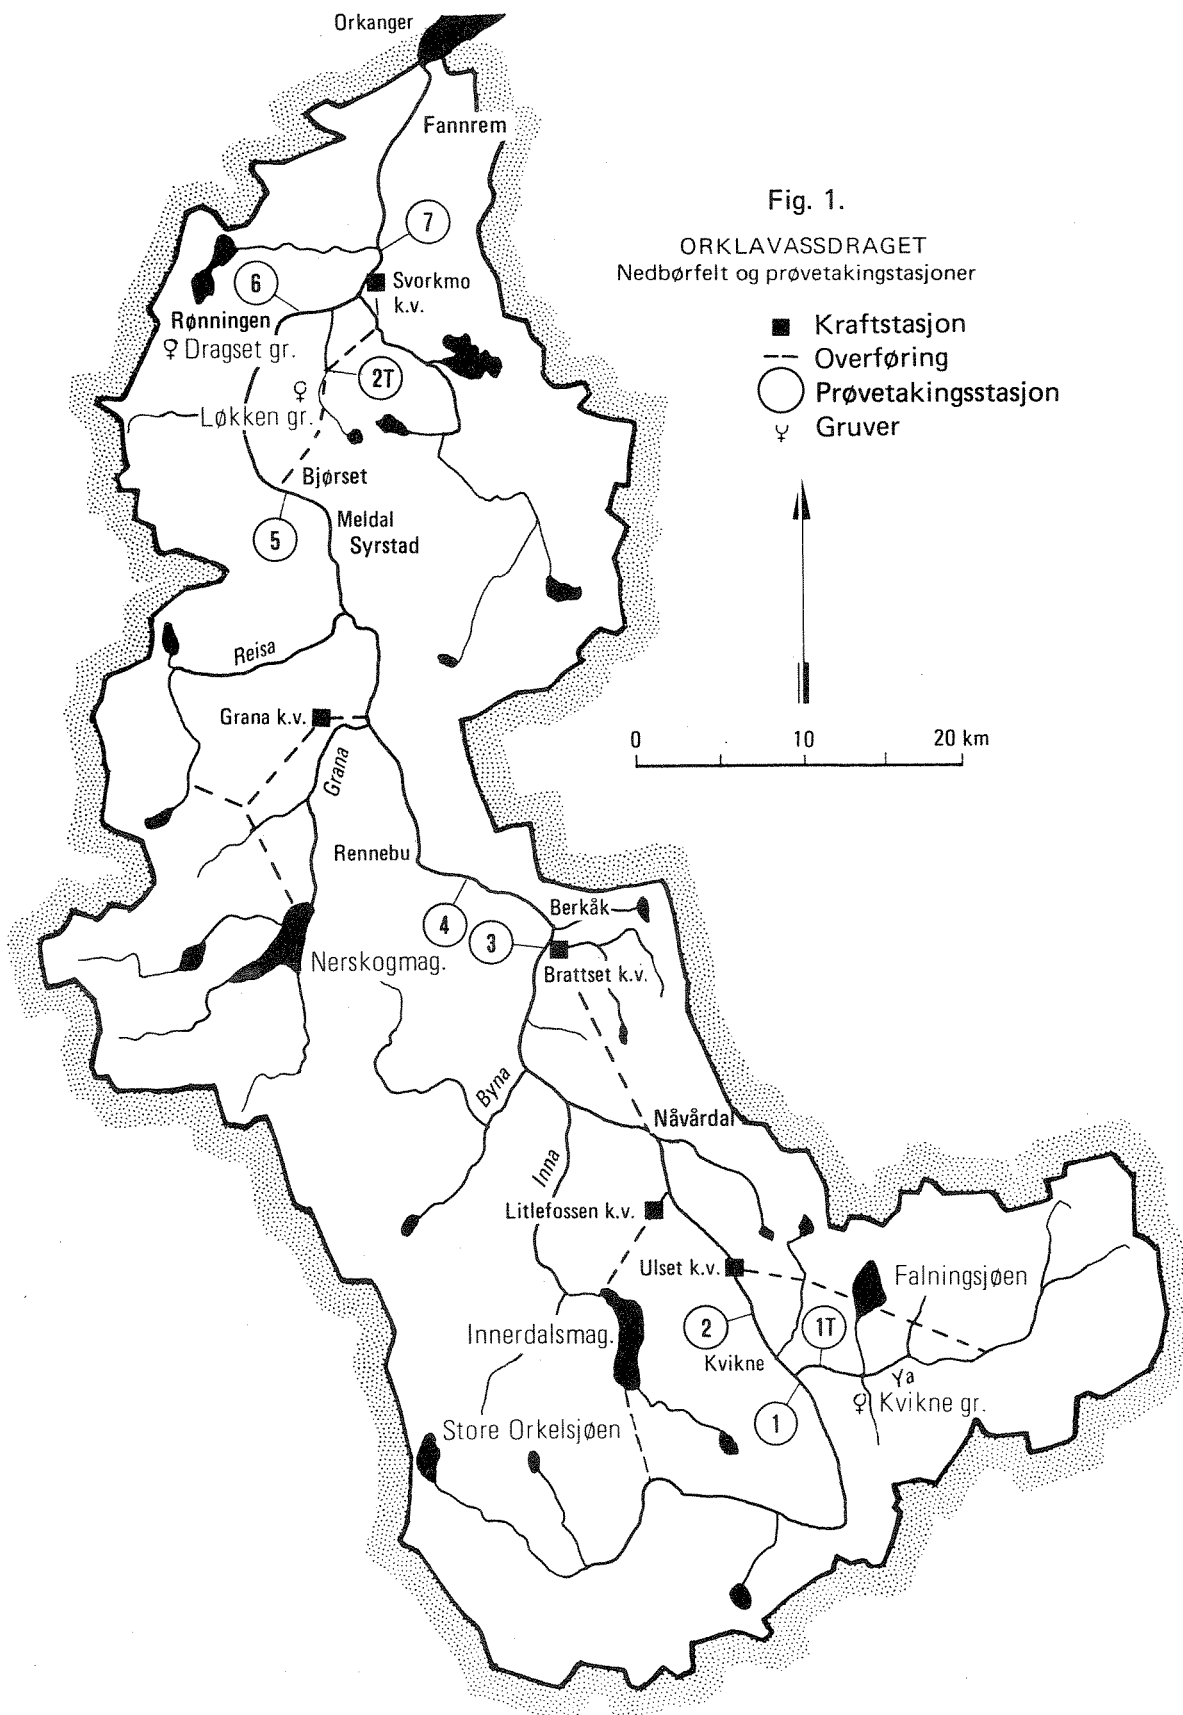 Orkanger
Fannrem
Fig. 1.
ORKLAVASSDRAGET
Nedbørfelt og prøvetakingstasjoner
Kraftstasjon
Overføring
Prøvetakingsstasjon
Gruver
7
6
Svorkmo
k.v.
Rønningen
Dragset gr.
2T
Løkken gr.
Bjørset
5
Meldal
Syrstad
Reisa
Grana k.v.
0 10 20 km
Grana
Rennebu
Berkåk
4
3
Nerskogmag.
Brattset k.v.
Byna
Nåvårdal
Inna
Litlefossen k.v.
Ulset k.v.
Falningsjøen
Innerdalsmag.
2
1T
Kvikne
Ya
Kvikne gr.
1
Store Orkelsjøen